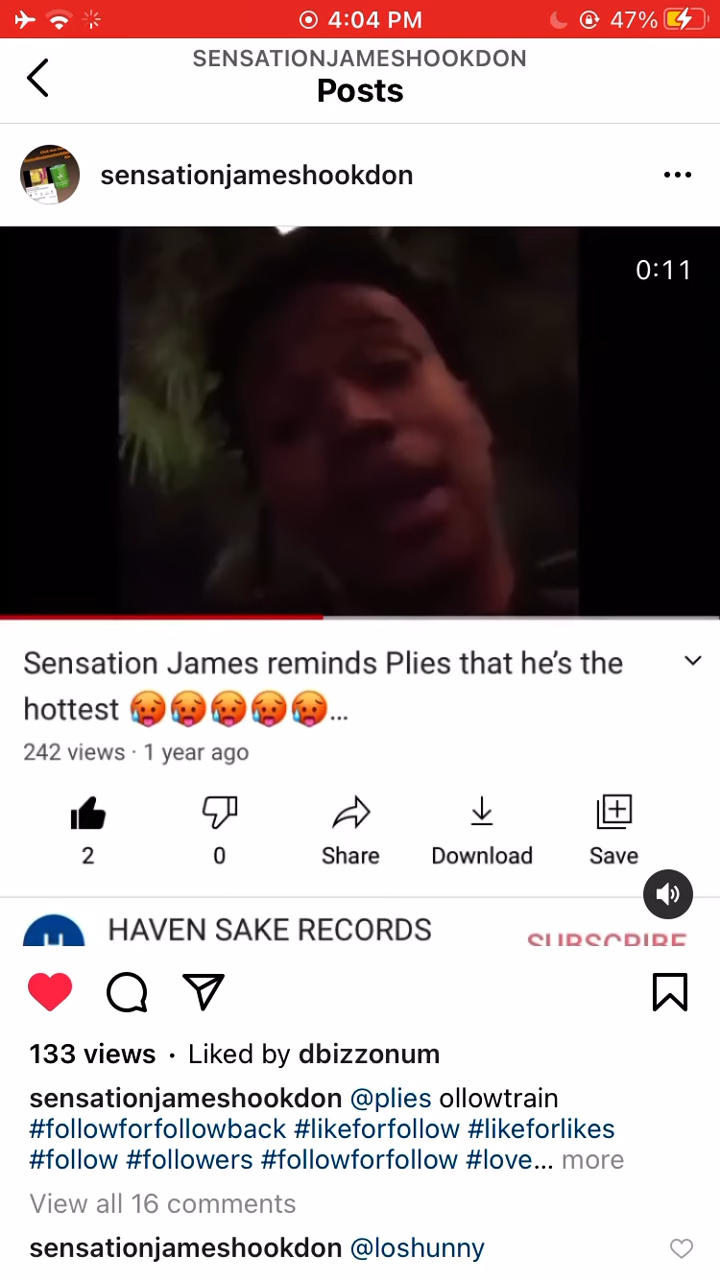 4:04 PM
47%
SENSATIONJAMESHOOKDON
Posts
sensationjameshookdon
0:11
Sensation James reminds Plies that he’s the
hottest 🥵🥵🥵🥵🥵...
242 views · 1 year ago
2
0
Share
Download
Save
HAVEN SAKE RECORDS
SUBSCRIBE
133 views · Liked by dbizzonum
sensationjameshookdon @plies ollowtrain
#followforfollowback #likeforfollow #likeforlikes
#follow #followers #followforfollow #love... more
View all 16 comments
sensationjameshookdon @loshunny